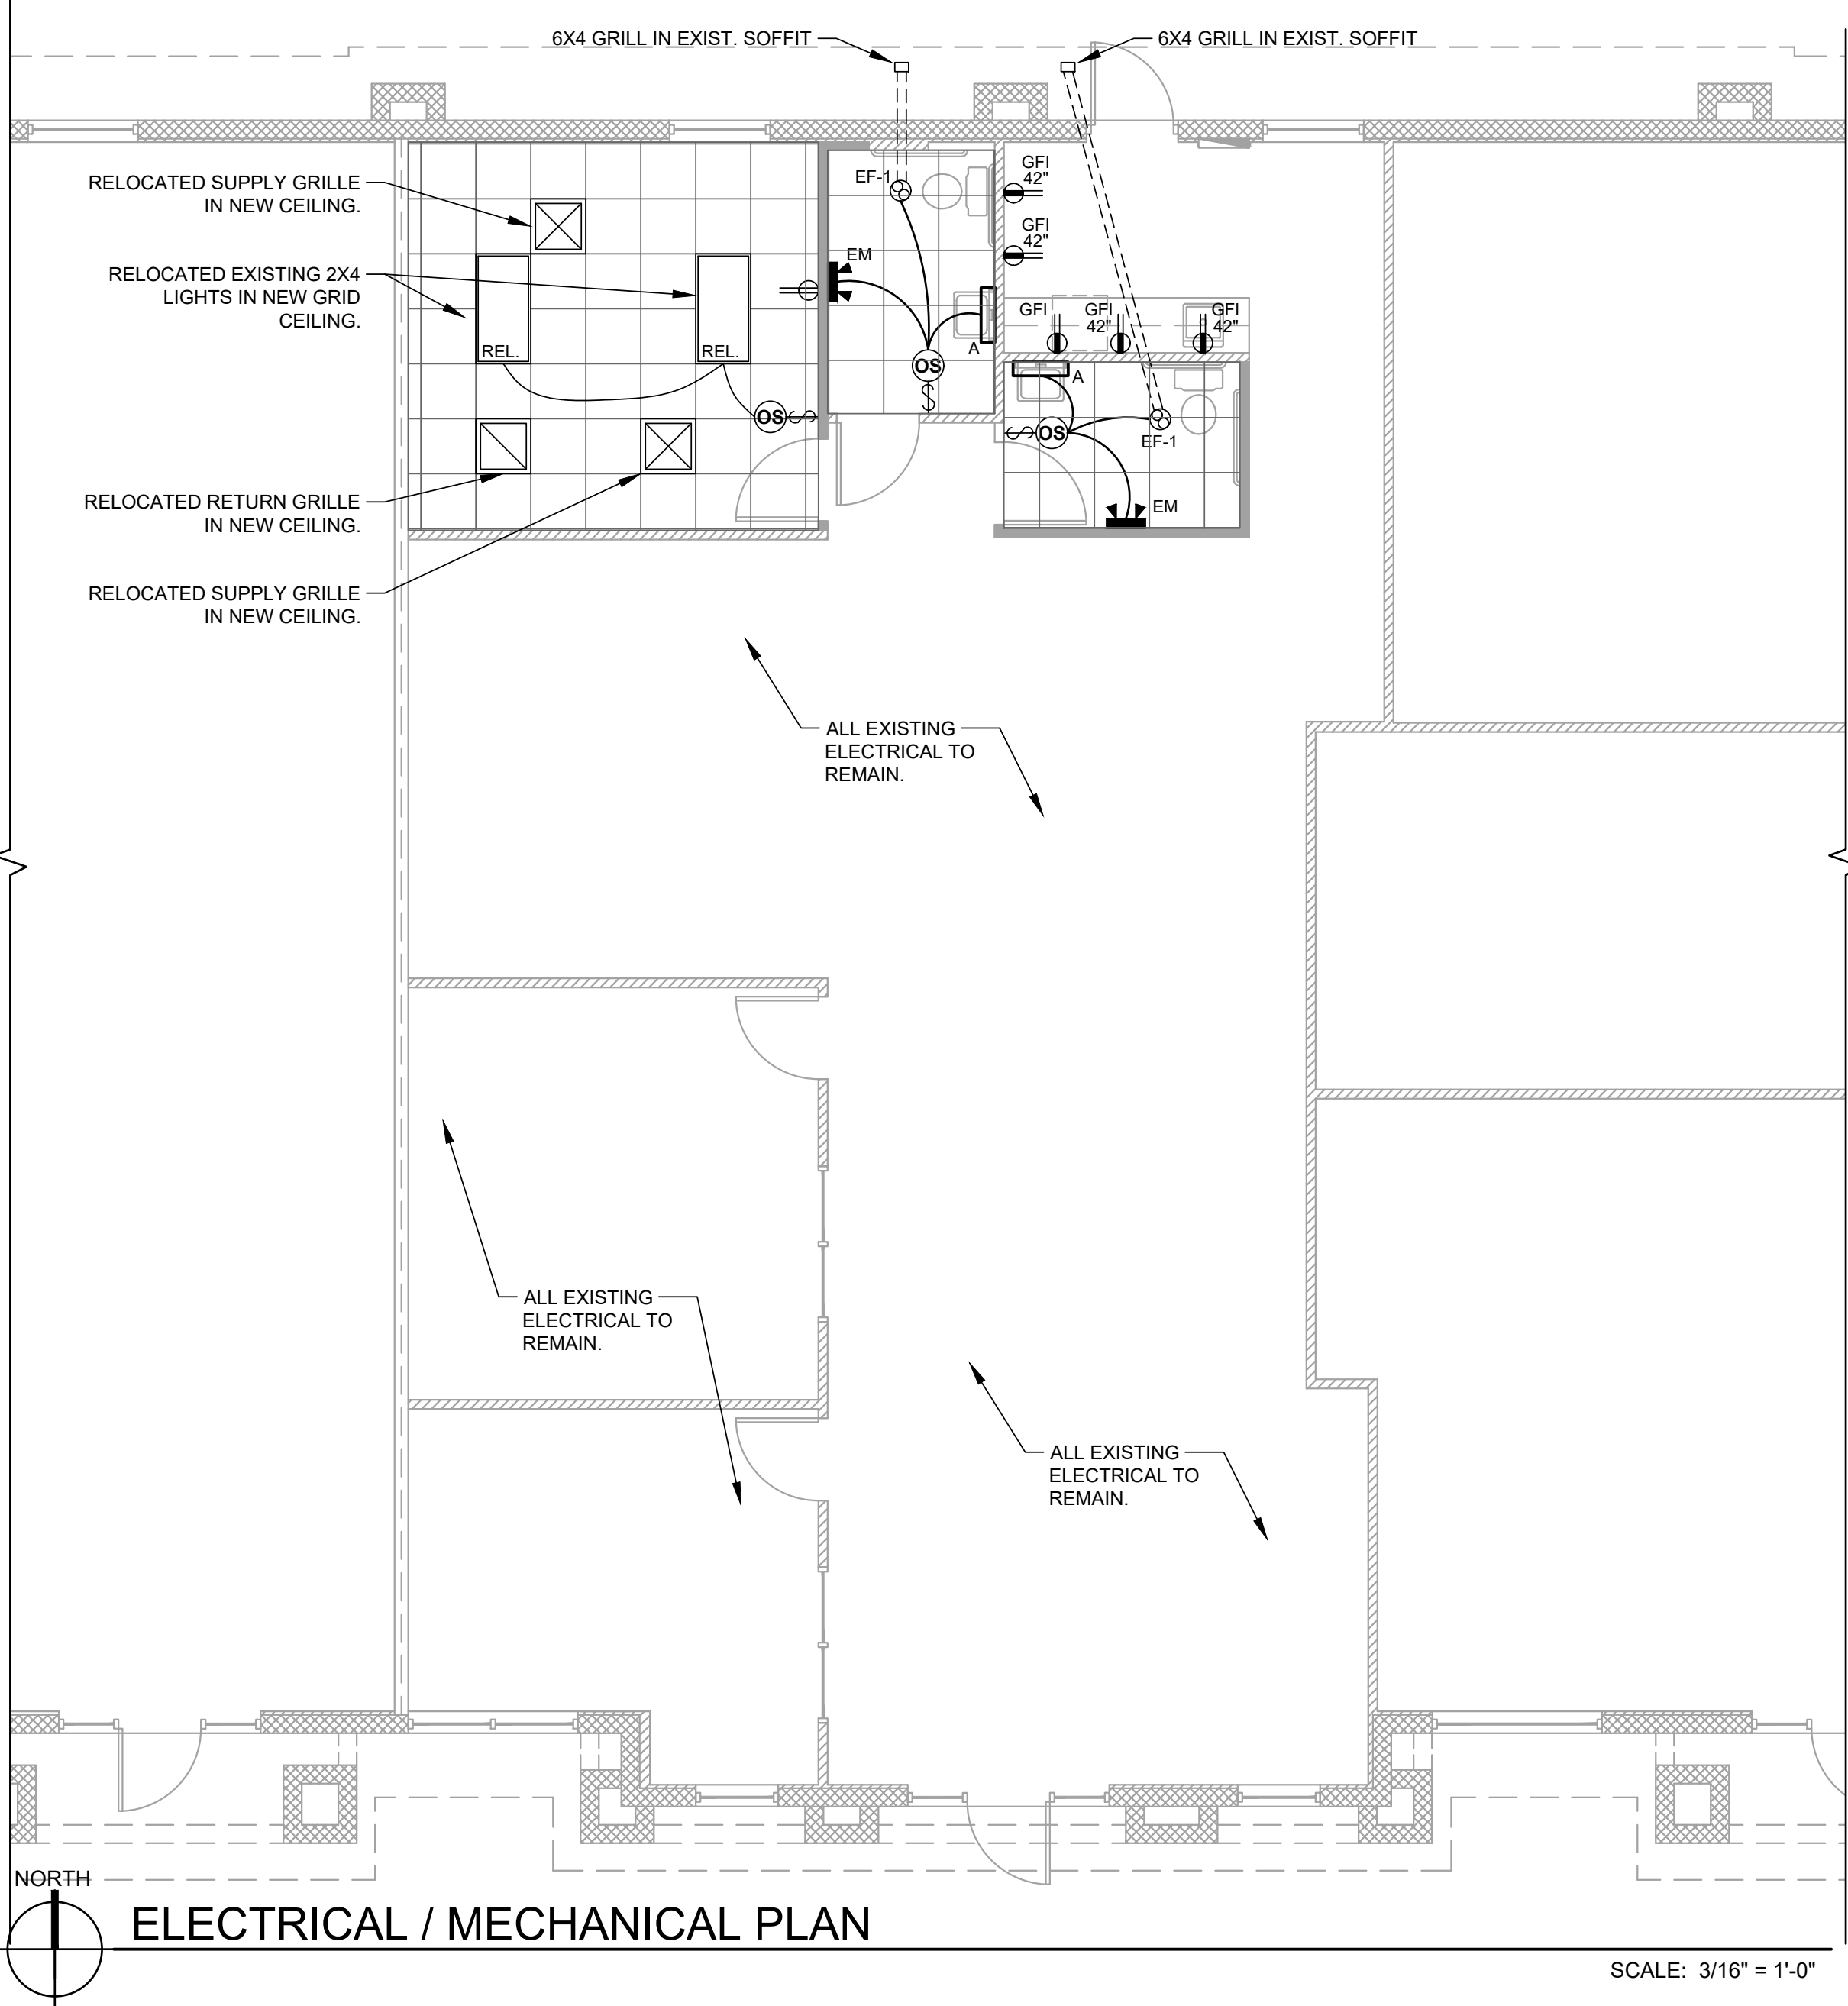 6X4 GRILL IN EXIST. SOFFIT
6X4 GRILL IN EXIST. SOFFIT
RELOCATED SUPPLY GRILLE
IN NEW CEILING.
RELOCATED EXISTING 2X4
LIGHTS IN NEW GRID
CEILING.
REL.
REL.
OS
RELOCATED RETURN GRILLE
IN NEW CEILING.
RELOCATED SUPPLY GRILLE
IN NEW CEILING.
EF-1
EM
A
OS
GFI
42"
GFI
42"
GFI
GFI
42"
GFI
42"
A
OS
EF-1
EM
ALL EXISTING
ELECTRICAL TO
REMAIN.
ALL EXISTING
ELECTRICAL TO
REMAIN.
ALL EXISTING
ELECTRICAL TO
REMAIN.
NORTH
ELECTRICAL / MECHANICAL PLAN
SCALE: 3/16" = 1'-0"